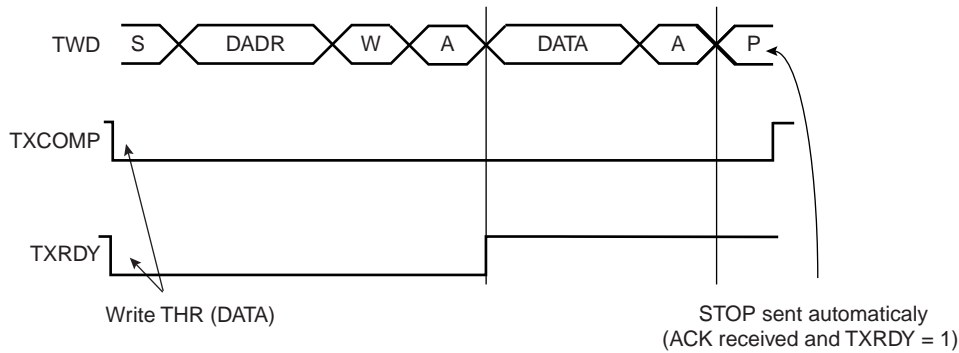 TWD S DADR W A DATA A P
TXCOMP
TXRDY
Write THR (DATA)
STOP sent automaticaly
(ACK received and TXRDY = 1)